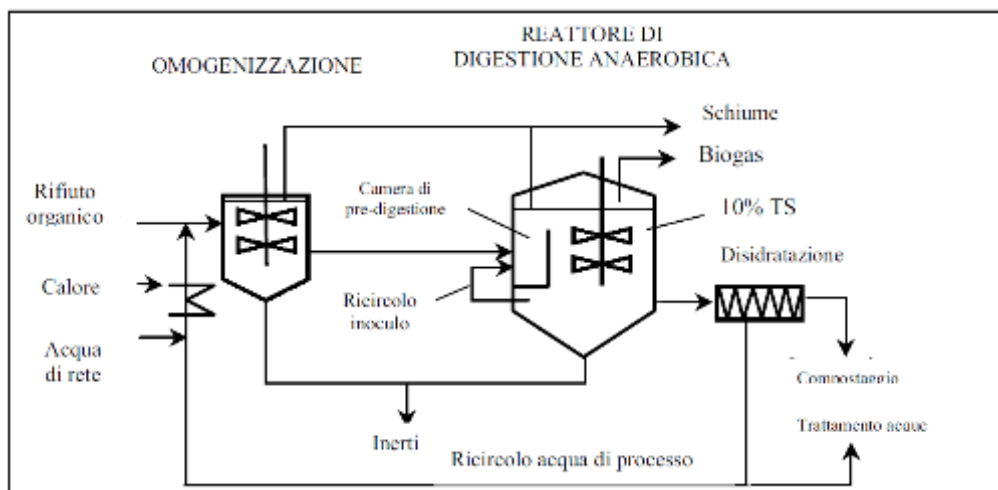 REATTORE DI
DIGESTIONE ANAEROBICA
OMOGENIZZAZIONE
Schiume
Biogas
Rifiuto
organico
Camera di
pre-digestione
10% TS
Disidratazione
Calore
Ricircolo
inoculo
Acqua
di rete
Compostaggio
Trattamento acque
Inerti
Ricircolo acqua di processo